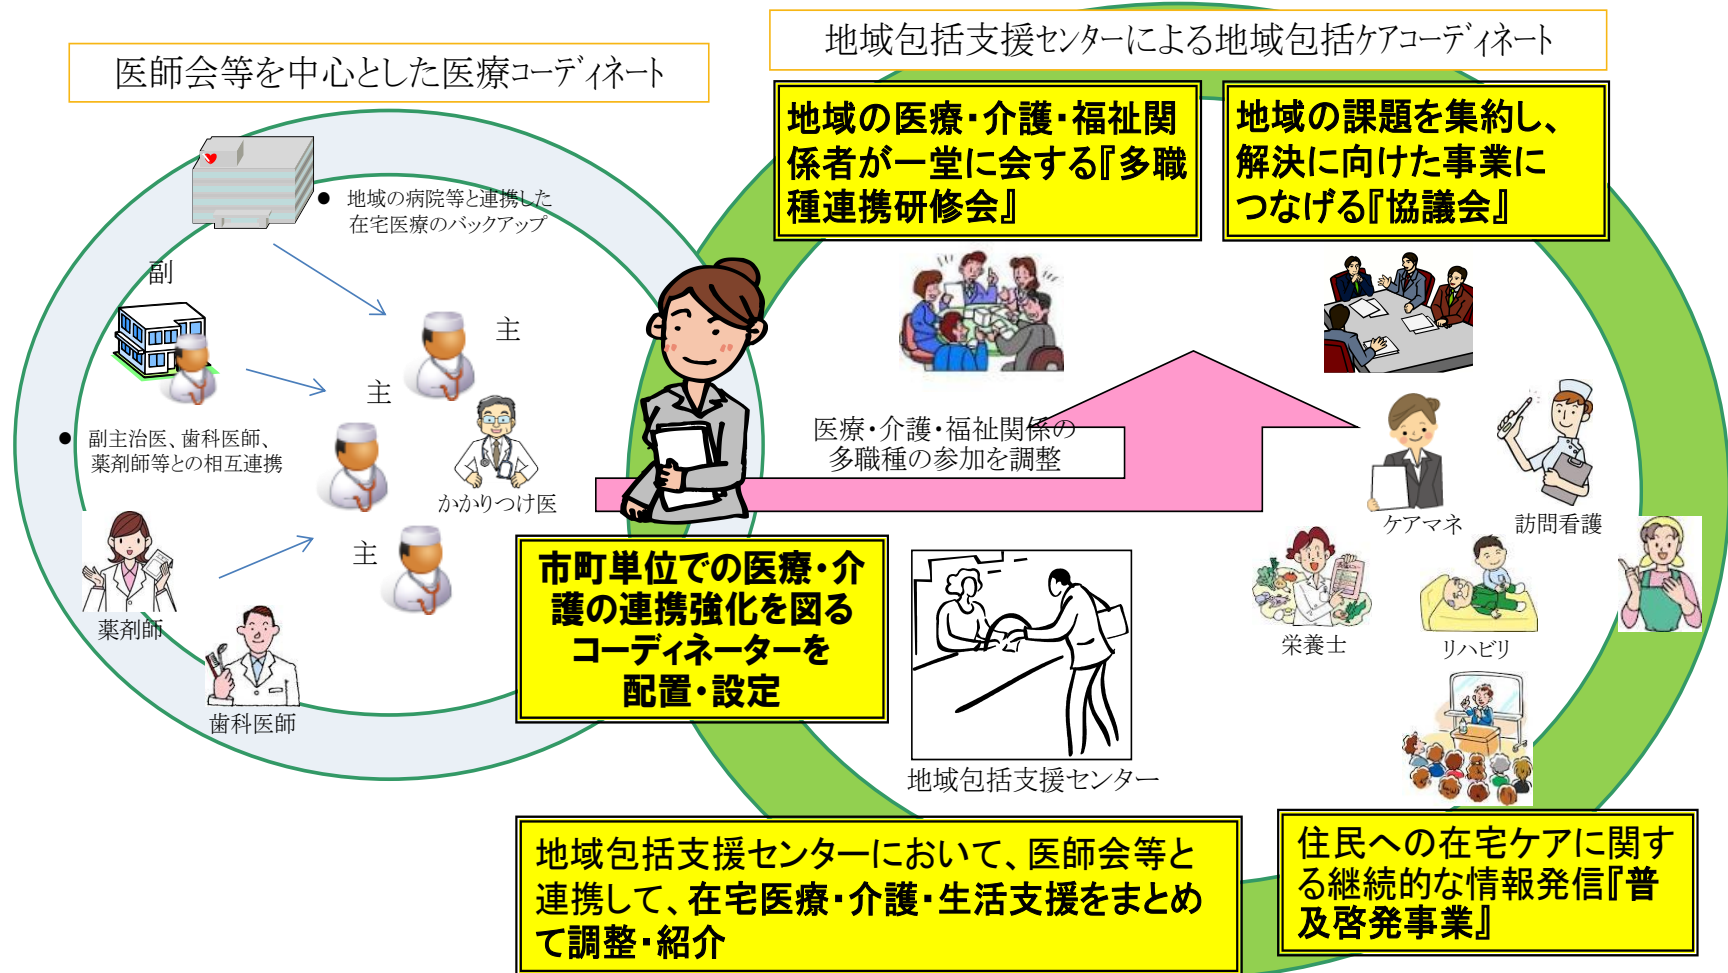 医師会等を中心とした医療コーディネート
地域包括支援センターによる地域包括ケアコーディネート
地域の医療・介護・福祉関
係者が一堂に会する『多職
種連携研修会』
地域の課題を集約し、
解決に向けた事業に
つなげる『協議会』
● 地域の病院等と連携した
在宅医療のバックアップ
副
主
主
● 副主治医、歯科医師、
薬剤師等との相互連携
かかりつけ医
主
薬剤師
歯科医師
医療・介護・福祉関係の
多職種の参加を調整
ケアマネ
訪問看護
栄養士
リハビリ
市町単位での医療・介
護の連携強化を図る
コーディネーターを
配置・設定
地域包括支援センター
地域包括支援センターにおいて、医師会等と
連携して、在宅医療・介護・生活支援をまとめ
て調整・紹介
住民への在宅ケアに関す
る継続的な情報発信『普
及啓発事業』